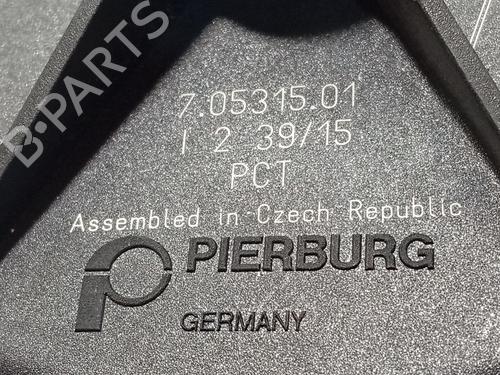 B-PARTS
7.05315.01
I 2 39/15
PCT
Assembled in Czech Republic
PIERBURG
GERMANY